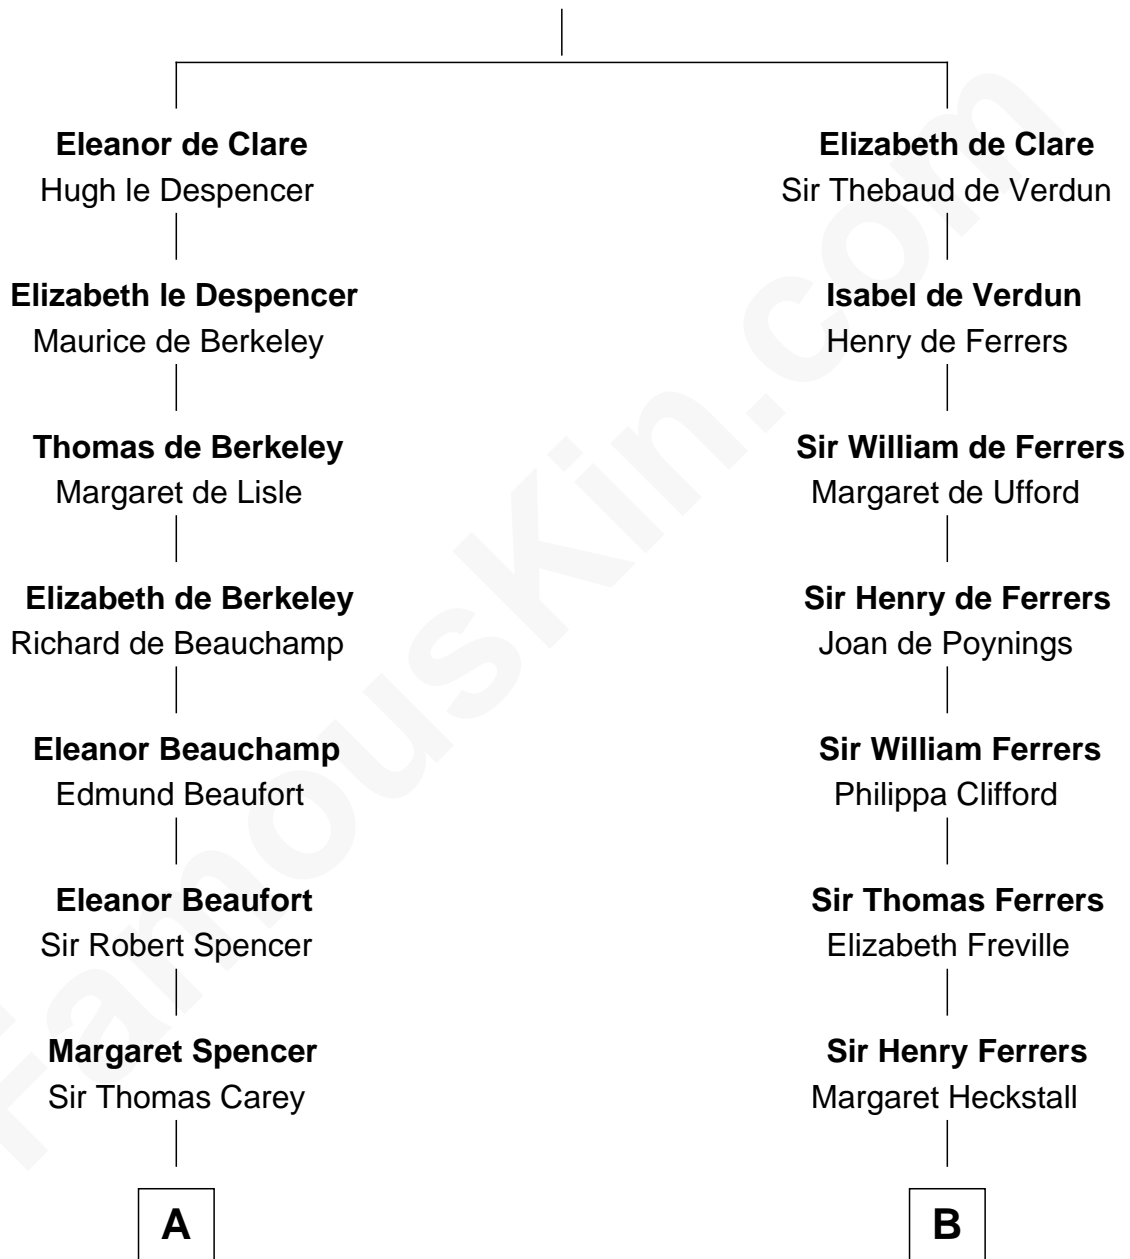 Eleanor de Clare
Hugh le Despencer
Elizabeth le Despencer
Maurice de Berkeley
Thomas de Berkeley
Margaret de Lisle
Elizabeth de Berkeley
Richard de Beauchamp
Eleanor Beauchamp
Edmund Beaufort
Eleanor Beaufort
Sir Robert Spencer
Margaret Spencer
Sir Thomas Carey
A
Elizabeth de Clare
Sir Thebaud de Verdun
Isabel de Verdun
Henry de Ferrers
Sir William de Ferrers
Margaret de Ufford
Sir Henry de Ferrers
Joan de Poynings
Sir William Ferrers
Philippa Clifford
Sir Thomas Ferrers
Elizabeth Freville
Sir Henry Ferrers
Margaret Heckstall
B
FamousKin.com